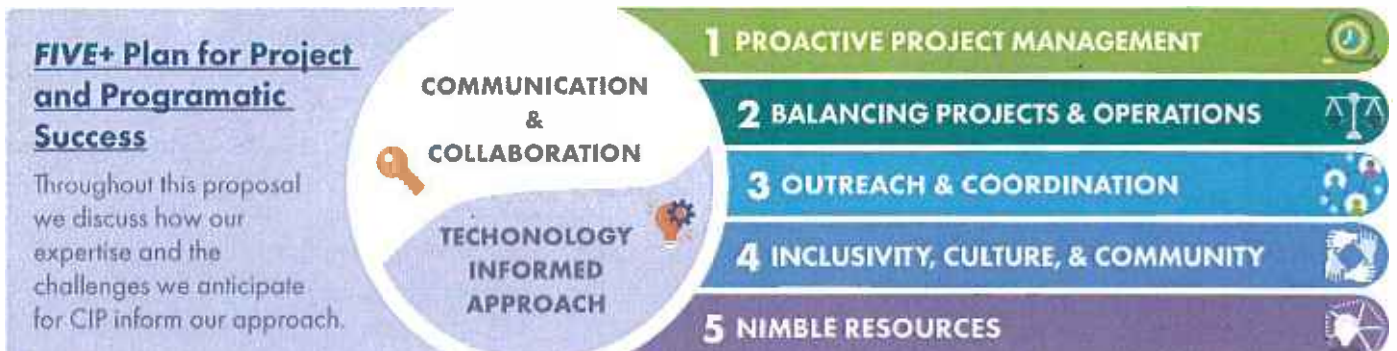 FIVE+ Plan for Project
and Programatic
Success
Throughout this proposal
we discuss how our
expertise and the
challenges we anticipate
for CIP inform our approach.
COMMUNICATION
&
COLLABORATION
TECHONOLOGY
INFORMED
APPROACH
1 PROACTIVE PROJECT MANAGEMENT
2 BALANCING PROJECTS & OPERATIONS
3 OUTREACH & COORDINATION
4 INCLUSIVITY, CULTURE, & COMMUNITY
5 NIMBLE RESOURCES